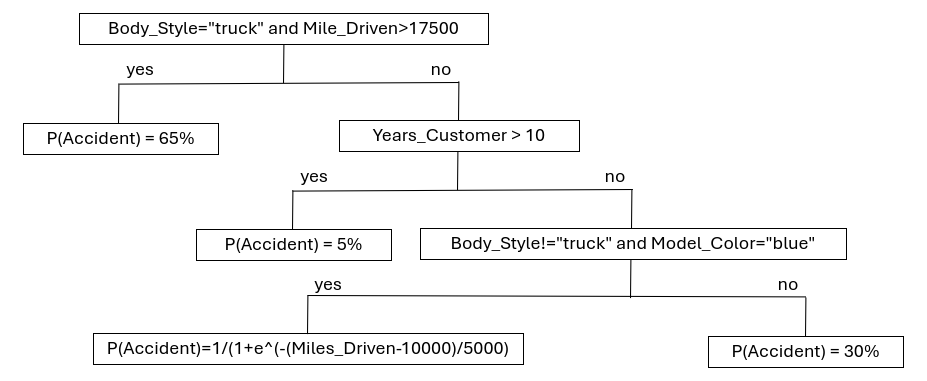 Body_Style="truck" and Mile_Driven>17500
yes
no
P(Accident) = 65%
Years_Customer > 10
yes
no
P(Accident) = 5%
Body_Style!="truck" and Model_Color="blue"
yes
no
P(Accident)=1/(1+e^(-(Miles_Driven-10000)/5000)
P(Accident) = 30%